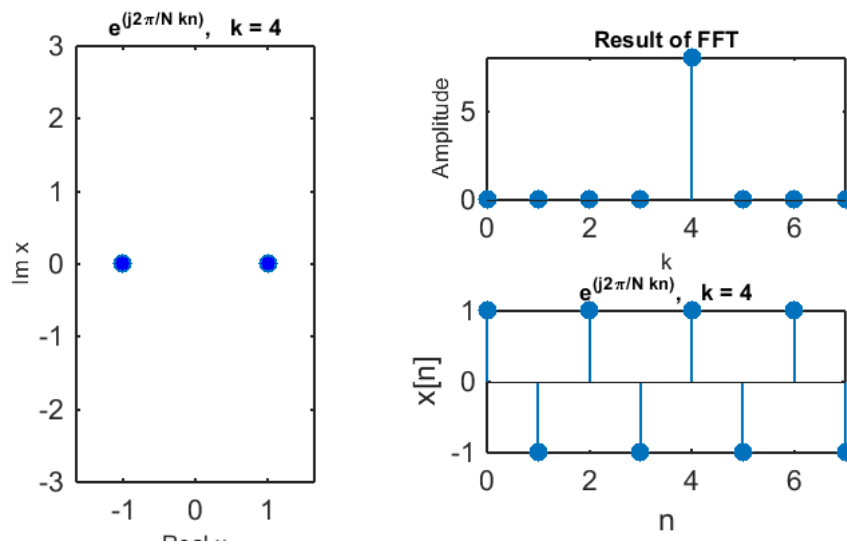 e^(j2π/N kn), k = 4
3
2
1
0
-1
-2
-3
Im x
-1 0 1
Result of FFT
Amplitude
5
0
0 2 4 6
k
e^(j2π/N kn), k = 4
x[n]
1
0
-1
0 2 4 6
n